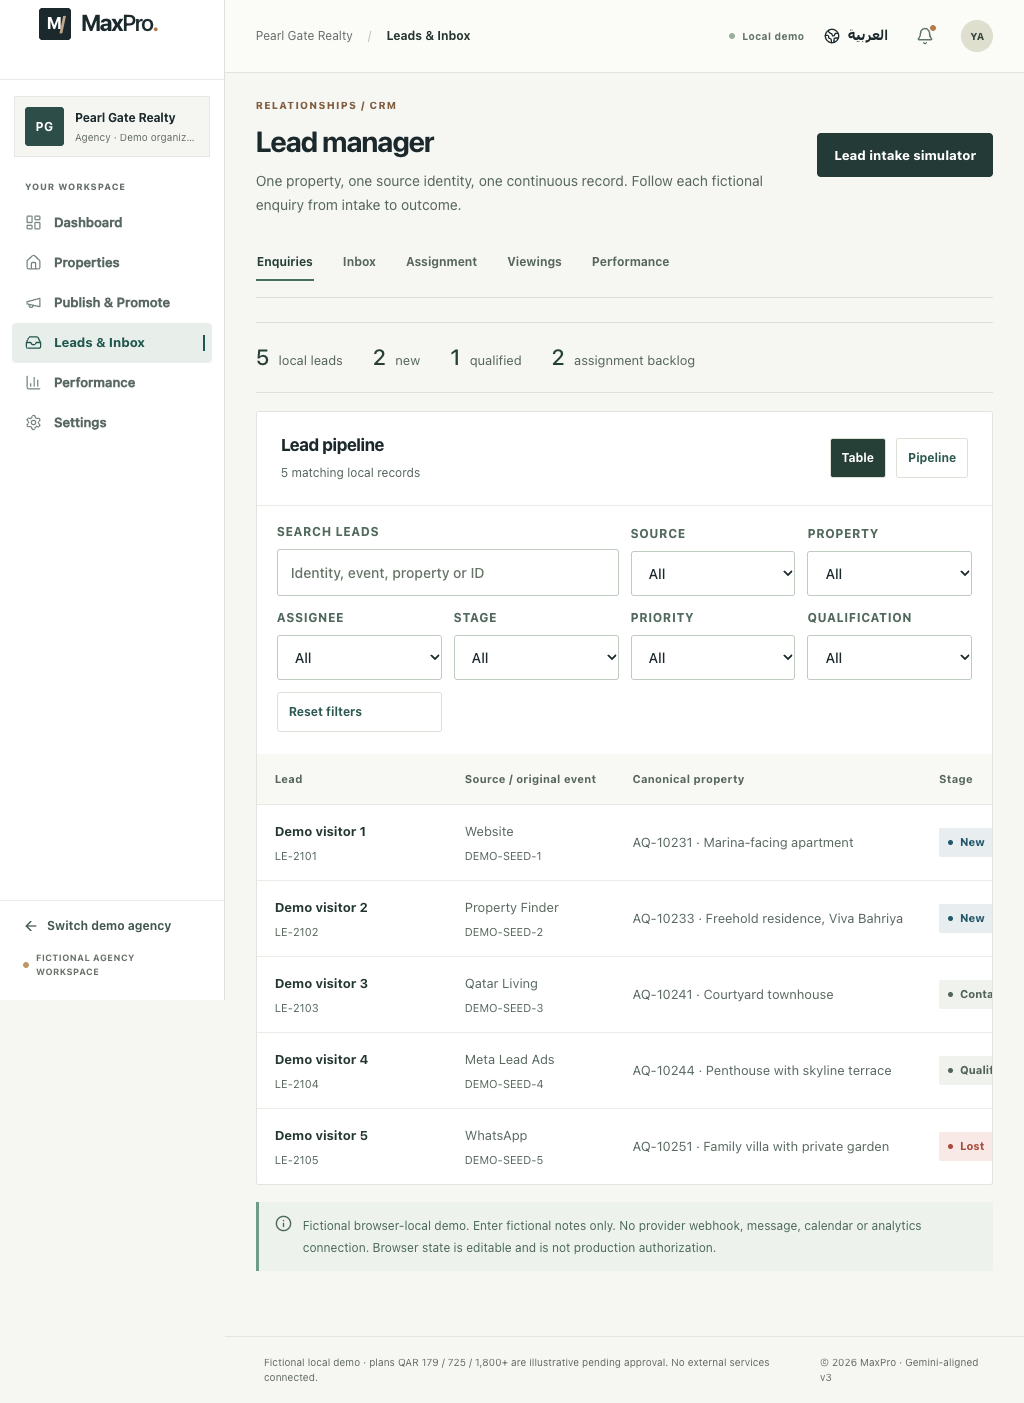 M/ MaxPro.
Pearl Gate Realty / Leads & Inbox
Local demo
العربية
YA
PG
Pearl Gate Realty
Agency · Demo organiz...
YOUR WORKSPACE
Dashboard
Properties
Publish & Promote
Leads & Inbox
Performance
Settings
Switch demo agency
FICTIONAL AGENCY
WORKSPACE
RELATIONSHIPS / CRM
Lead manager
One property, one source identity, one continuous record. Follow each fictional
enquiry from intake to outcome.
Lead intake simulator
Enquiries Inbox Assignment Viewings Performance
5 local leads 2 new 1 qualified 2 assignment backlog
Lead pipeline
5 matching local records
Table Pipeline
SEARCH LEADS SOURCE PROPERTY
Identity, event, property or ID All All
ASSIGNEE STAGE PRIORITY QUALIFICATION
All All All All
Reset filters
Lead Source / original event Canonical property Stage
Demo visitor 1 Website
AQ-10231 · Marina-facing apartment New
LE-2101 DEMO-SEED-1
Demo visitor 2 Property Finder
AQ-10233 · Freehold residence, Viva Bahriya New
LE-2102 DEMO-SEED-2
Demo visitor 3 Qatar Living
AQ-10241 · Courtyard townhouse Conta
LE-2103 DEMO-SEED-3
Demo visitor 4 Meta Lead Ads
AQ-10244 · Penthouse with skyline terrace Qualif
LE-2104 DEMO-SEED-4
Demo visitor 5 WhatsApp
AQ-10251 · Family villa with private garden Lost
LE-2105 DEMO-SEED-5
Fictional browser-local demo. Enter fictional notes only. No provider webhook, message, calendar or analytics
connection. Browser state is editable and is not production authorization.
Fictional local demo · plans QAR 179 / 725 / 1,800+ are illustrative pending approval. No external services
connected.
© 2026 MaxPro · Gemini-aligned
v3